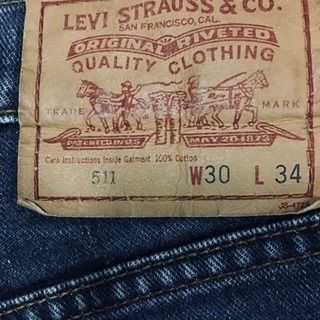 LEVI STRAUSS & CO.
SAN FRANCISCO, CAL.
ORIGINAL RIVETED
QUALITY CLOTHING
TRADE MARK
PATENTED IN U.S. MAY 20 1873
Care Instructions Inside Garment 100% Cotton
511 W30 L 34